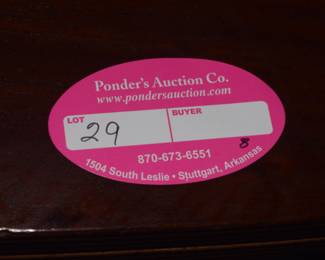 Ponder's Auction Co.
www.pondersauction.com
LOT BUYER
29
8
870-673-6551
1504 South Leslie • Stuttgart, Arkansas